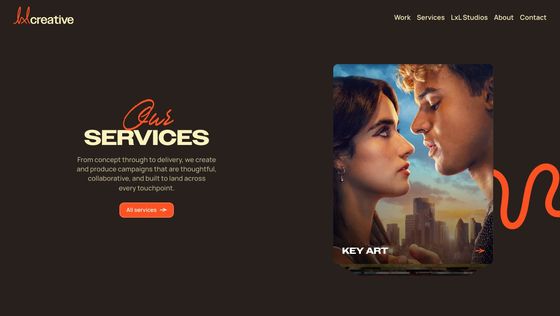 lxlcreative
Work Services LxL Studios About Contact
Our
SERVICES
From concept through to delivery, we create
and produce campaigns that are thoughtful,
collaborative, and built to land across
every touchpoint.
All services
KEY ART